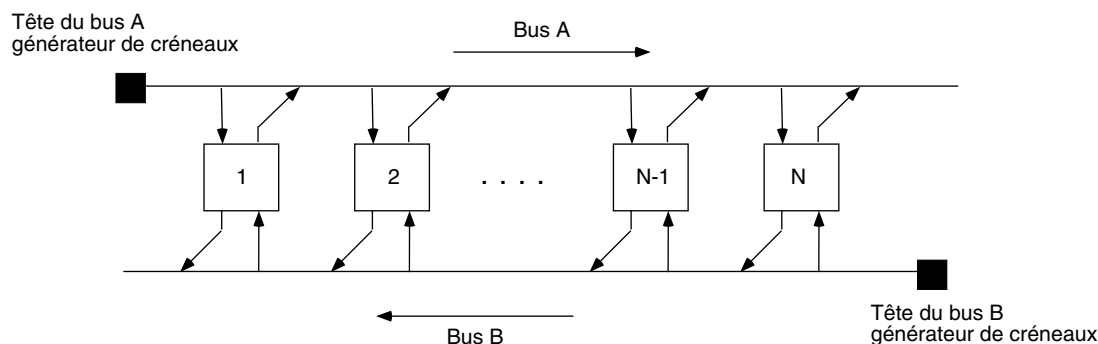 Tête du bus A
générateur de créneaux
Bus A
1
2
. . . .
N-1
N
Bus B
Tête du bus B
générateur de créneaux